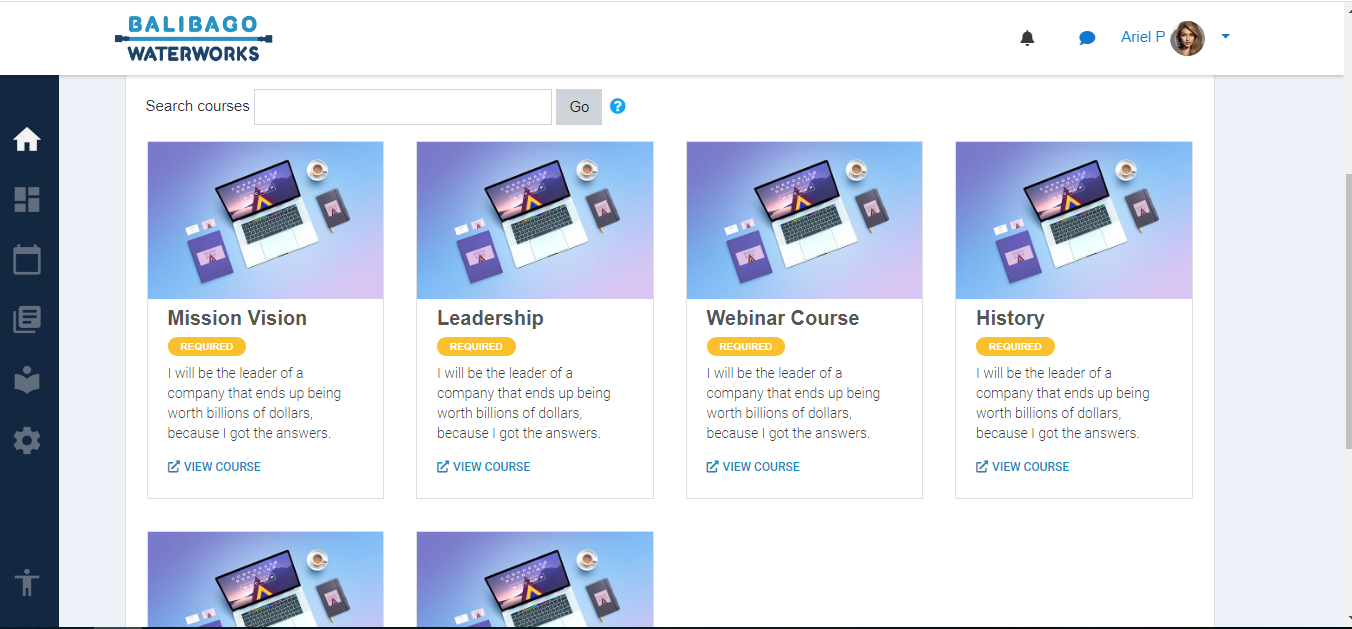 BALIBAGO
WATERWORKS
Ariel P
Search courses
Go
?
Mission Vision
REQUIRED
I will be the leader of a
company that ends up being
worth billions of dollars,
because I got the answers.
VIEW COURSE
Leadership
REQUIRED
I will be the leader of a
company that ends up being
worth billions of dollars,
because I got the answers.
VIEW COURSE
Webinar Course
REQUIRED
I will be the leader of a
company that ends up being
worth billions of dollars,
because I got the answers.
VIEW COURSE
History
REQUIRED
I will be the leader of a
company that ends up being
worth billions of dollars,
because I got the answers.
VIEW COURSE